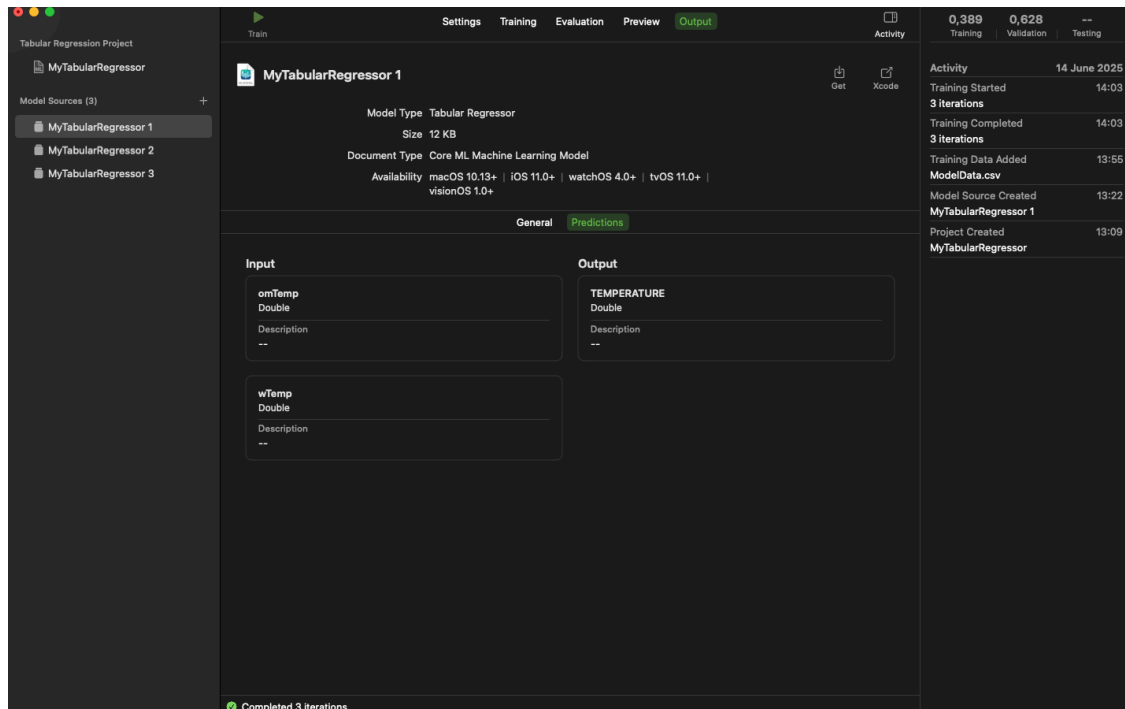 Tabular Regression Project
MyTabularRegressor
Model Sources (3)
+
MyTabularRegressor 1
MyTabularRegressor 2
MyTabularRegressor 3
Train
Settings Training Evaluation Preview Output
Activity
MyTabularRegressor 1
Get Xcode
Model Type Tabular Regressor
Size 12 KB
Document Type Core ML Machine Learning Model
Availability macOS 10.13+ | iOS 11.0+ | watchOS 4.0+ | tvOS 11.0+ |
visionOS 1.0+
General Predictions
Input
omTemp
Double
Description
--
wTemp
Double
Description
--
Output
TEMPERATURE
Double
Description
--
Completed 3 iterations
0,389 0,628 --
Training Validation Testing
Activity 14 June 2025
Training Started 14:03
3 iterations
Training Completed 14:03
3 iterations
Training Data Added 13:55
ModelData.csv
Model Source Created 13:22
MyTabularRegressor 1
Project Created 13:09
MyTabularRegressor